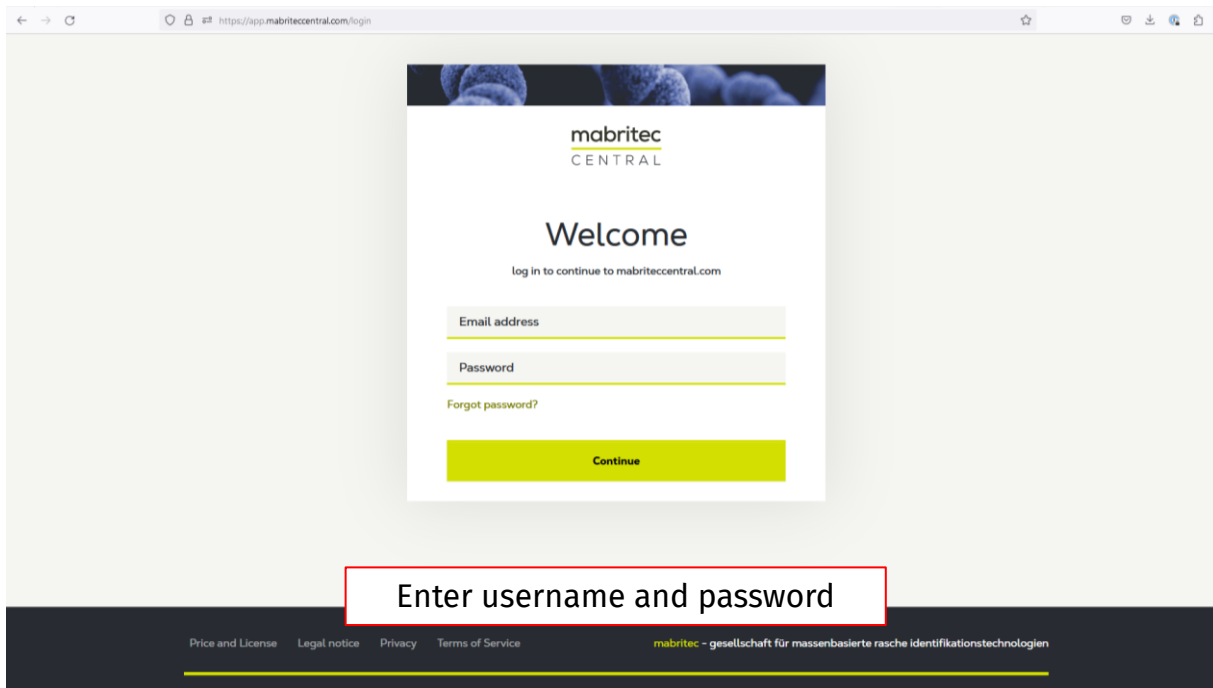 https://app.mabriteccentral.com/login
mabritec
CENTRAL
Welcome
log in to continue to mabriteccentral.com
Email address
Password
Forgot password?
Continue
Enter username and password
Price and License Legal notice Privacy Terms of Service mabritec - gesellschaft für massenbasierte rasche identifikationstechnologien